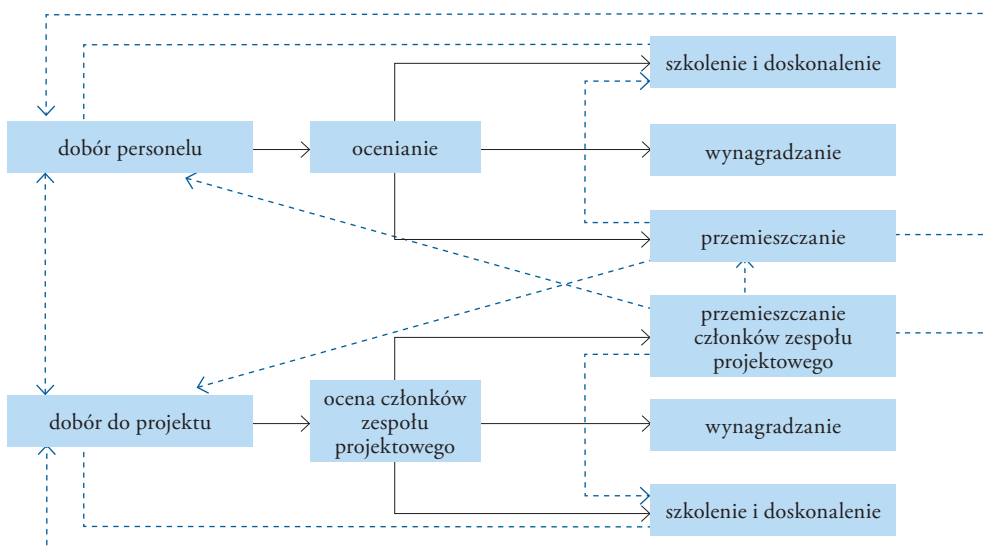 szkolenie i doskonalenie
dobór personelu
ocenianie
wynagradzanie
przemieszczanie
przemieszczanie
członków zespołu
projektowego
dobór do projektu
ocena członków
zespołu
projektowego
wynagradzanie
szkolenie i doskonalenie